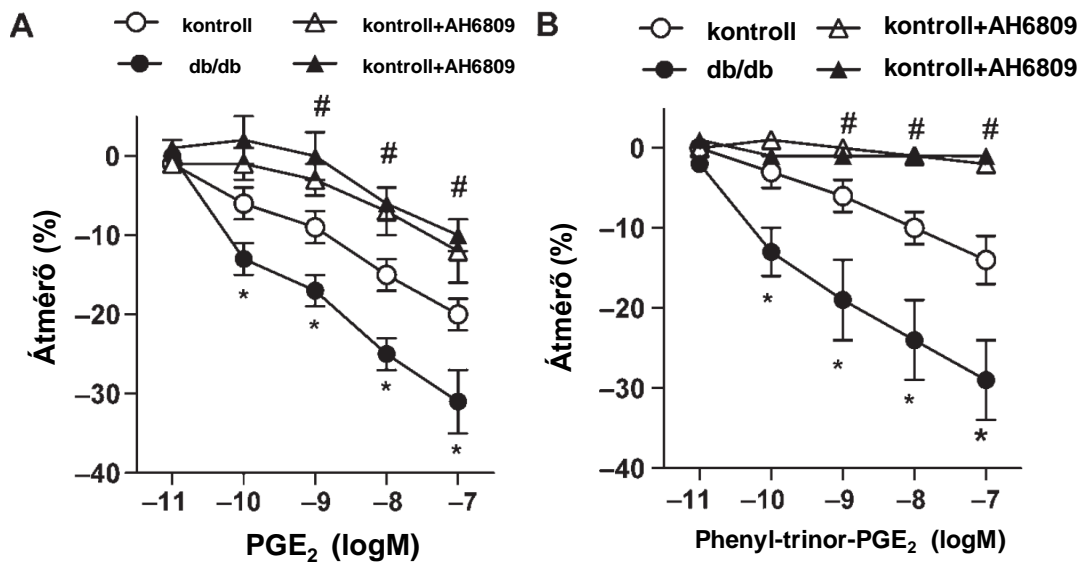 A
kontroll
kontroll+AH6809
db/db
kontroll+AH6809
#
#
#
*
*
*
*
0
–10
–20
–30
–40
Átmérő (%)
–11
–10
–9
–8
–7
PGE₂ (logM)
B
kontroll
kontroll+AH6809
db/db
kontroll+AH6809
#
#
#
*
*
*
*
0
–10
–20
–30
–40
Átmérő (%)
–11
–10
–9
–8
–7
Phenyl-trinor-PGE₂ (logM)